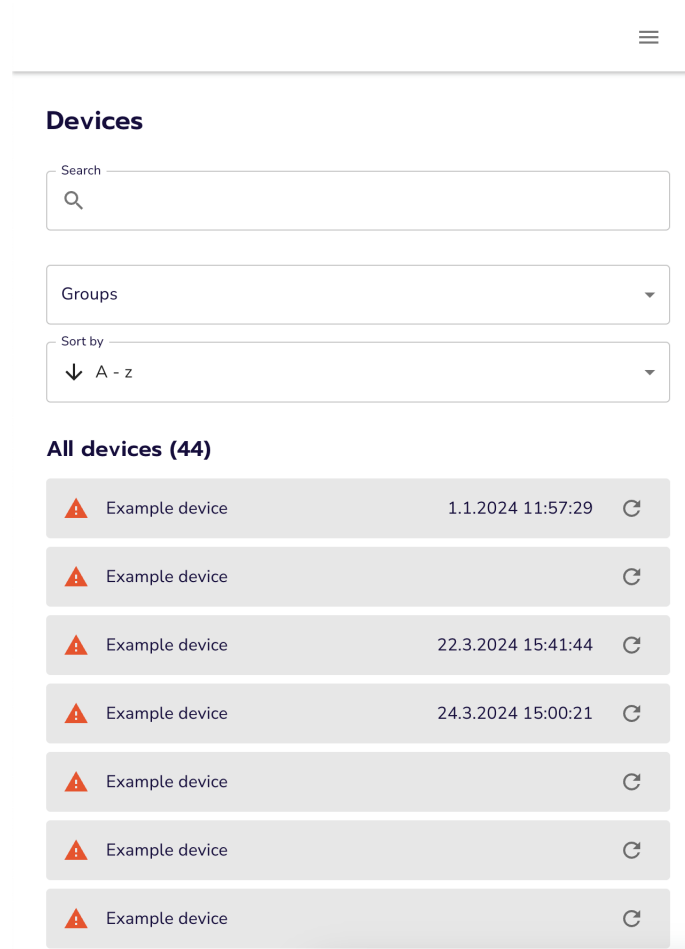 Devices
Search
Groups
Sort by
A - z
All devices (44)
Example device 1.1.2024 11:57:29
Example device
Example device 22.3.2024 15:41:44
Example device 24.3.2024 15:00:21
Example device
Example device
Example device